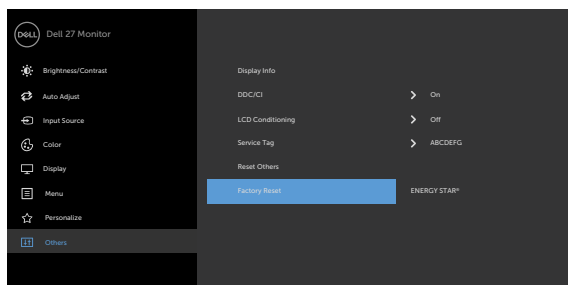 DELL
Dell 27 Monitor
Brightness/Contrast
Auto Adjust
Input Source
Color
Display
Menu
Personalize
Others
Display Info
DDC/CI > On
LCD Conditioning > Off
Service Tag > ABCDEFG
Reset Others
Factory Reset ENERGY STAR®